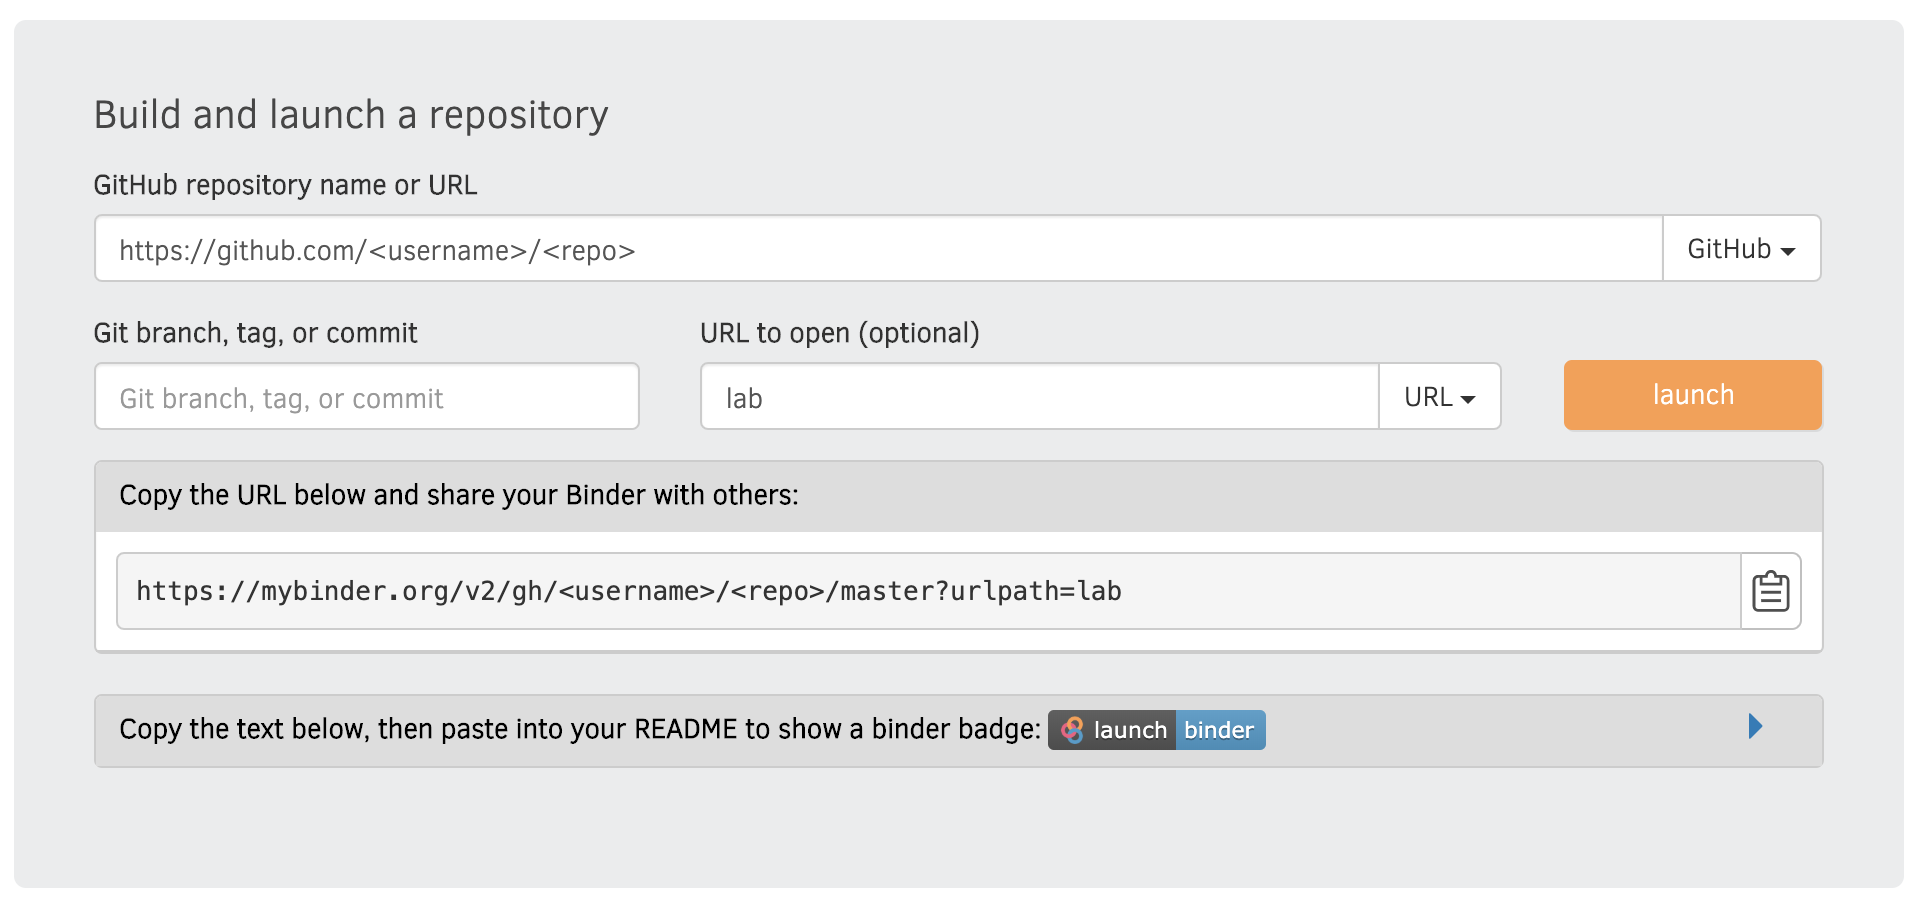 Build and launch a repository
GitHub repository name or URL
https://github.com/<username>/<repo>
GitHub
Git branch, tag, or commit
URL to open (optional)
Git branch, tag, or commit
lab
URL
launch
Copy the URL below and share your Binder with others:
https://mybinder.org/v2/gh/<username>/<repo>/master?urlpath=lab
Copy the text below, then paste into your README to show a binder badge: launch binder